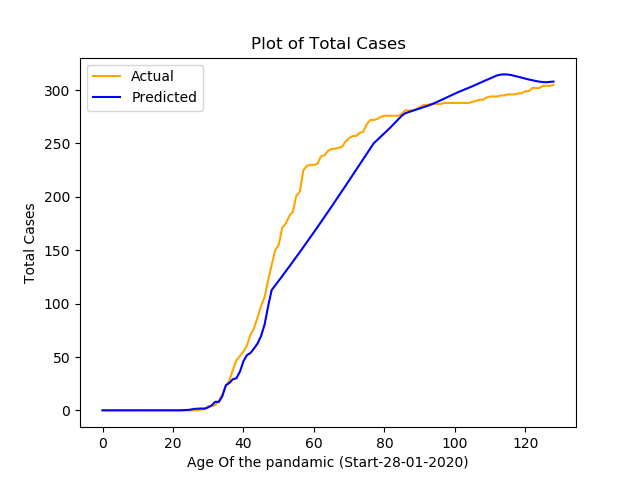 Plot of Total Cases
Actual
Predicted
300
250
200
150
100
50
0
Total Cases
0 20 40 60 80 100 120
Age Of the pandamic (Start-28-01-2020)